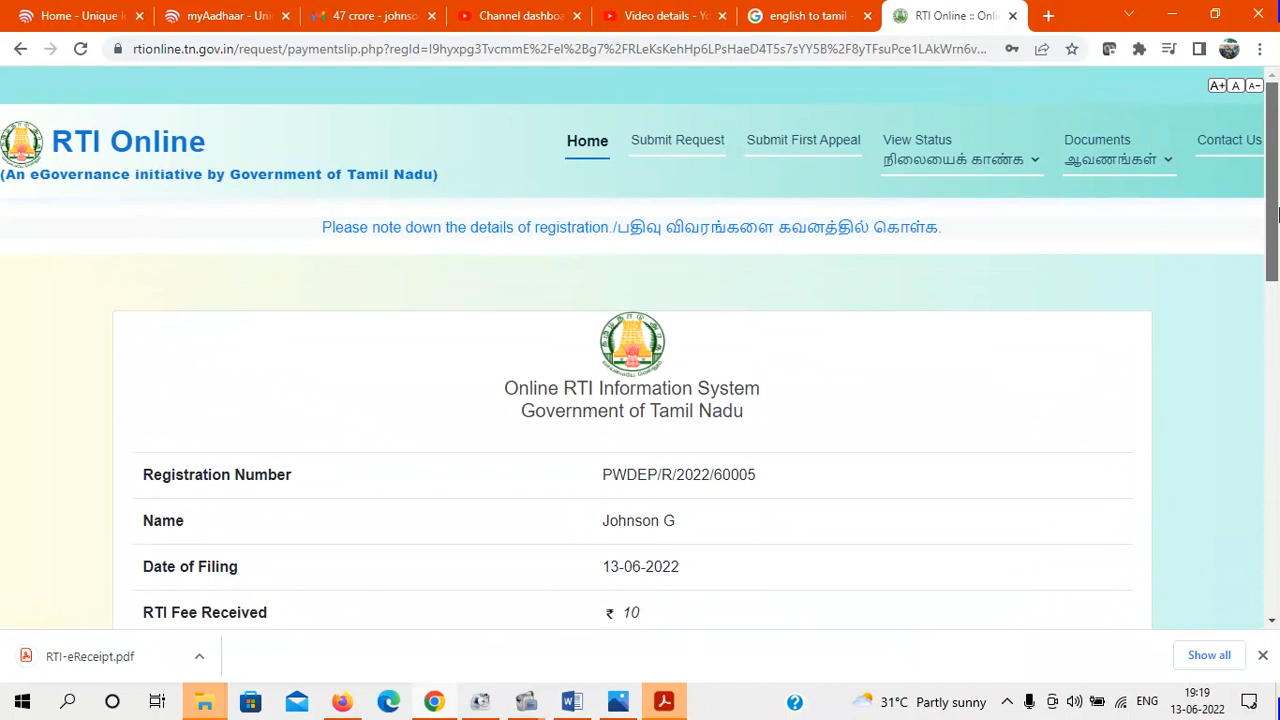 Home - Unique I
myAadhaar - Uni
47 crore - johnso
Channel dashboa
Video details - Yo
english to tamil -
RTI Online :: Onli
rtionline.tn.gov.in/request/paymentslip.php?regId=I9hyxpg3TvcmmE%2FeI%2Bg7%2FRLeKsKehHp6LPsHaeD4T5s7sYY5B%2F8yTFsuPce1LAkWrn6v...
A+ A A-
RTI Online
(An eGovernance initiative by Government of Tamil Nadu)
Home
Submit Request
Submit First Appeal
View Status
நிலையைக் காண்க
Documents
ஆவணங்கள்
Contact Us
Please note down the details of registration./பதிவு விவரங்களை கவனத்தில் கொள்க.
Online RTI Information System
Government of Tamil Nadu
Registration Number PWDEP/R/2022/60005
Name Johnson G
Date of Filing 13-06-2022
RTI Fee Received ₹ 10
RTI-eReceipt.pdf
Show all
31°C Partly sunny
ENG
19:19
13-06-2022